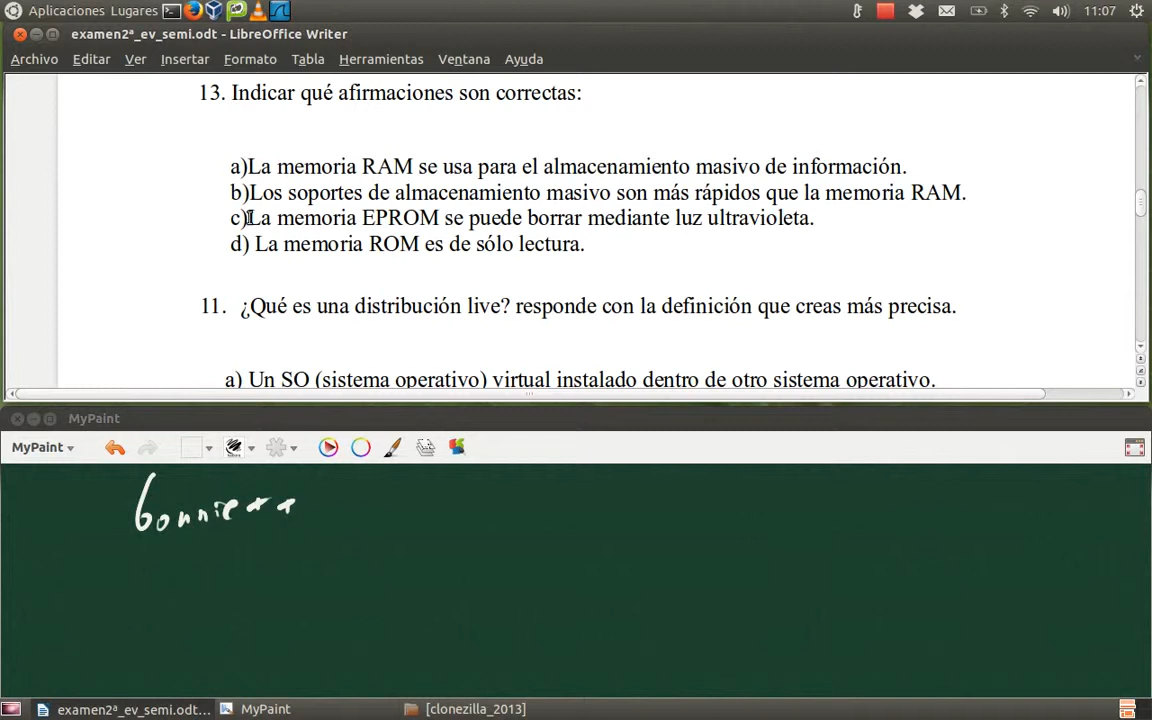 Aplicaciones Lugares 11:07
examen2ª_ev_semi.odt - LibreOffice Writer
Archivo Editar Ver Insertar Formato Tabla Herramientas Ventana Ayuda
13. Indicar qué afirmaciones son correctas:
a)La memoria RAM se usa para el almacenamiento masivo de información.
b)Los soportes de almacenamiento masivo son más rápidos que la memoria RAM.
c)La memoria EPROM se puede borrar mediante luz ultravioleta.
d) La memoria ROM es de sólo lectura.
11. ¿Qué es una distribución live? responde con la definición que creas más precisa.
a) Un SO (sistema operativo) virtual instalado dentro de otro sistema operativo.
MyPaint
MyPaint
bonnie++
examen2ª_ev_semi.odt... MyPaint [clonezilla_2013]